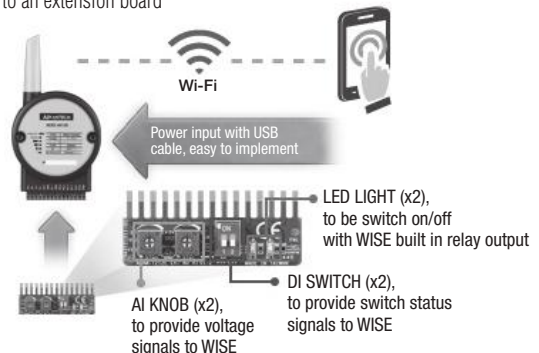 to an extension board
Wi-Fi
ADVANTECH
Power input with USB
cable, easy to implement
ON
LED LIGHT (x2),
to be switch on/off
with WISE built in relay output
DI SWITCH (x2),
to provide switch status
signals to WISE
AI KNOB (x2),
to provide voltage
signals to WISE